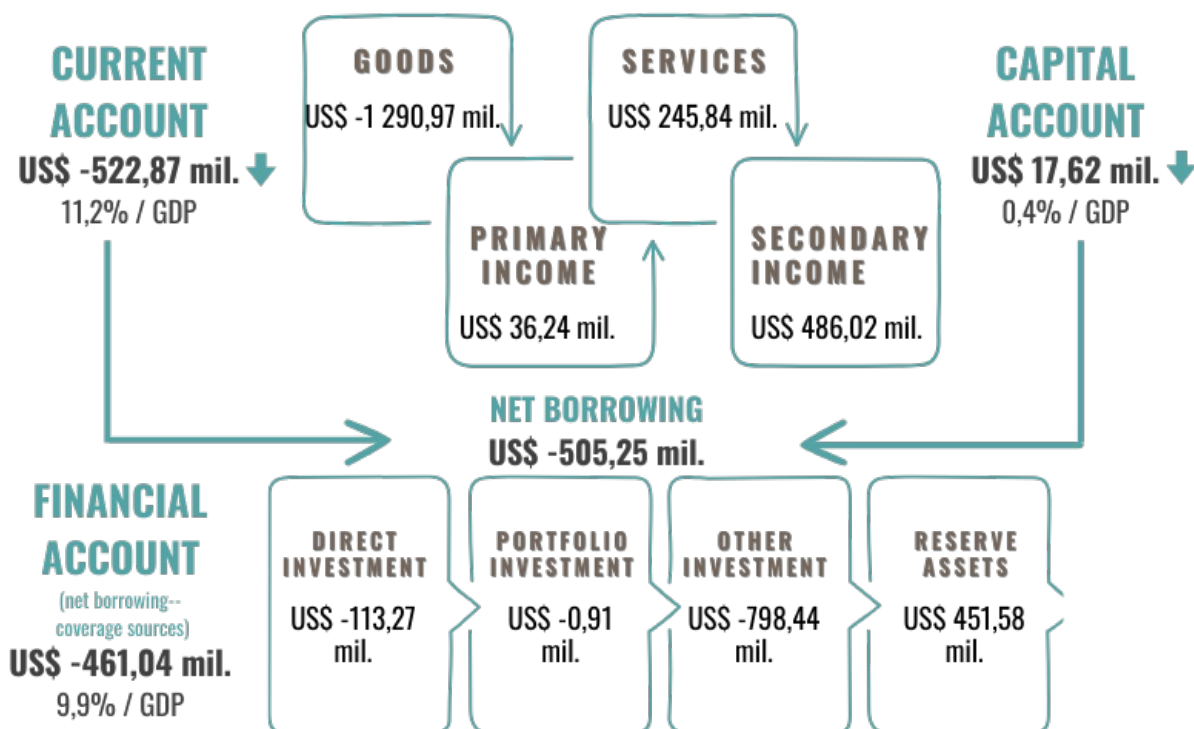 CURRENT
ACCOUNT
US$ -522,87 mil.
11,2% / GDP
GOODS
US$ -1 290,97 mil.
SERVICES
US$ 245,84 mil.
CAPITAL
ACCOUNT
US$ 17,62 mil.
0,4% / GDP
PRIMARY
INCOME
US$ 36,24 mil.
SECONDARY
INCOME
US$ 486,02 mil.
NET BORROWING
US$ -505,25 mil.
FINANCIAL
ACCOUNT
(net borrowing--
coverage sources)
US$ -461,04 mil.
9,9% / GDP
DIRECT
INVESTMENT
US$ -113,27
mil.
PORTFOLIO
INVESTMENT
US$ -0,91
mil.
OTHER
INVESTMENT
US$ -798,44
mil.
RESERVE
ASSETS
US$ 451,58
mil.